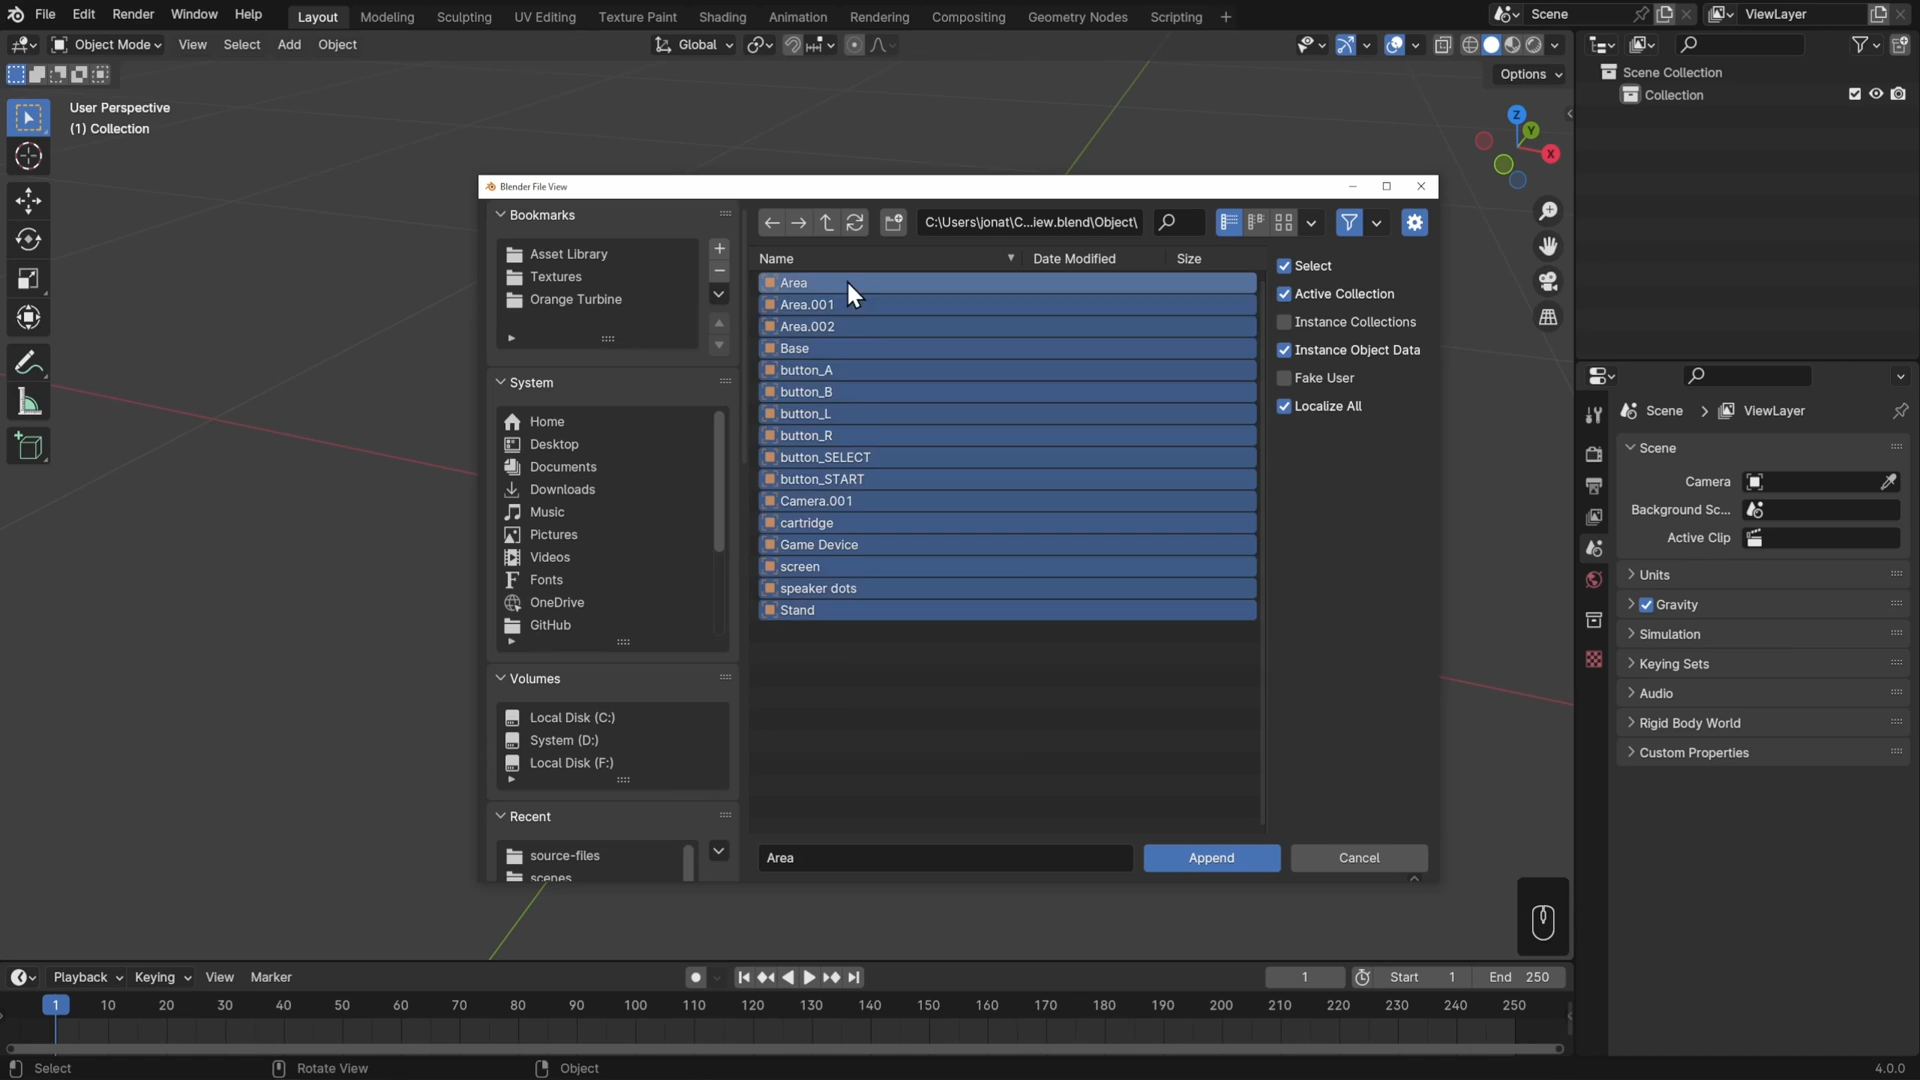 File Edit Render Window Help
Layout Modeling Sculpting UV Editing Texture Paint Shading Animation Rendering Compositing Geometry Nodes Scripting +
Scene
ViewLayer
Object Mode View Select Add Object
Global
Options
User Perspective
(1) Collection
Scene Collection
Collection
Z
Y
X
Blender File View
Bookmarks
Asset Library
Textures
Orange Turbine
System
Home
Desktop
Documents
Downloads
Music
Pictures
Videos
Fonts
OneDrive
GitHub
Volumes
Local Disk (C:)
System (D:)
Local Disk (F:)
Recent
source-files
scenes
C:\Users\jonat\C...iew.blend\Object\
Name Date Modified Size
Area
Area.001
Area.002
Base
button_A
button_B
button_L
button_R
button_SELECT
button_START
Camera.001
cartridge
Game Device
screen
speaker dots
Stand
Select
Active Collection
Instance Collections
Instance Object Data
Fake User
Localize All
Area
Append
Cancel
Scene ViewLayer
Scene
Camera
Background Sc...
Active Clip
Units
Gravity
Simulation
Keying Sets
Audio
Rigid Body World
Custom Properties
Playback Keying View Marker
1 Start 1 End 250
1 10 20 30 40 50 60 70 80 90 100 110 120 130 140 150 160 170 180 190 200 210 220 230 240 250
Select Rotate View Object 4.0.0